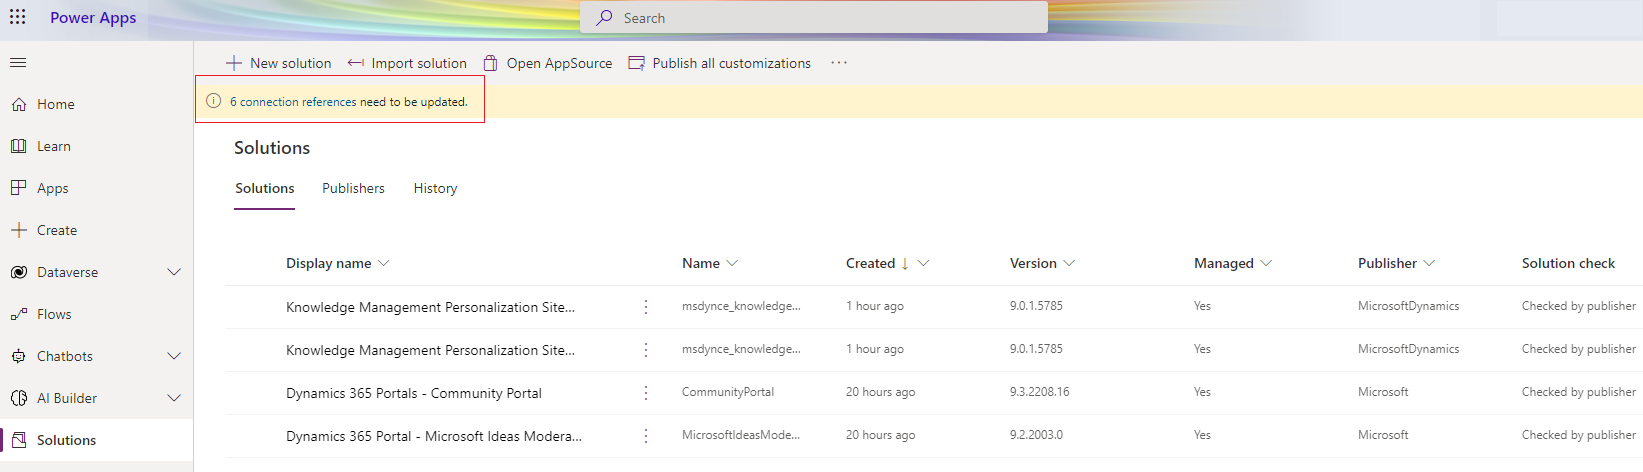 Power Apps
Search
New solution
Import solution
Open AppSource
Publish all customizations
6 connection references need to be updated.
Home
Learn
Apps
Create
Dataverse
Flows
Chatbots
AI Builder
Solutions
Solutions
Solutions Publishers History
Display name Name Created Version Managed Publisher Solution check
Knowledge Management Personalization Site... msdynce_knowledge... 1 hour ago 9.0.1.5785 Yes MicrosoftDynamics Checked by publisher
Knowledge Management Personalization Site... msdynce_knowledge... 1 hour ago 9.0.1.5785 Yes MicrosoftDynamics Checked by publisher
Dynamics 365 Portals - Community Portal CommunityPortal 20 hours ago 9.3.2208.16 Yes Microsoft Checked by publisher
Dynamics 365 Portal - Microsoft Ideas Modera... MicrosoftIdeasMode... 20 hours ago 9.2.2003.0 Yes Microsoft Checked by publisher